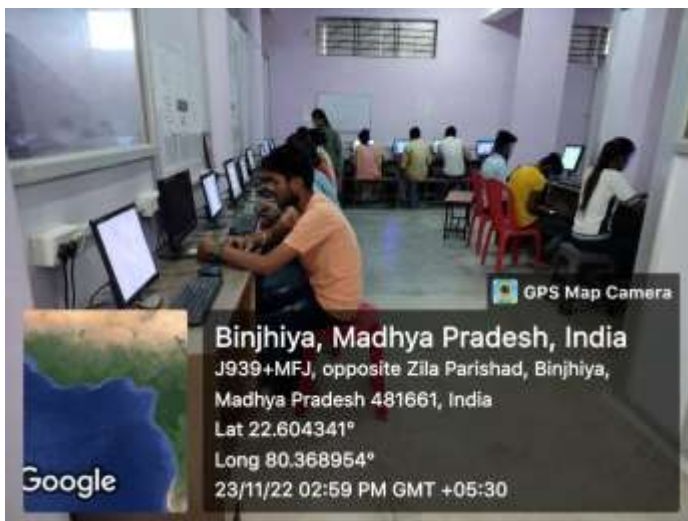 GPS Map Camera
Binjhiya, Madhya Pradesh, India
J939+MFJ, opposite Zila Parishad, Binjhiya,
Madhya Pradesh 481661, India
Lat 22.604341°
Long 80.368954°
23/11/22 02:59 PM GMT +05:30
Google